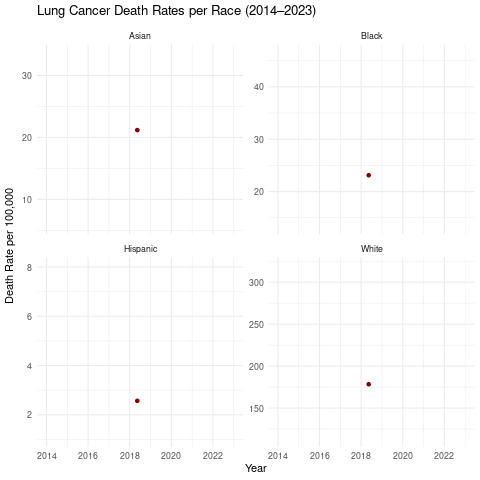 Lung Cancer Death Rates per Race (2014–2023)
Asian
Black
30
20
10
40
30
20
Death Rate per 100,000
Hispanic
White
8
6
4
2
300
250
200
150
2014 2016 2018 2020 2022
2014 2016 2018 2020 2022
Year